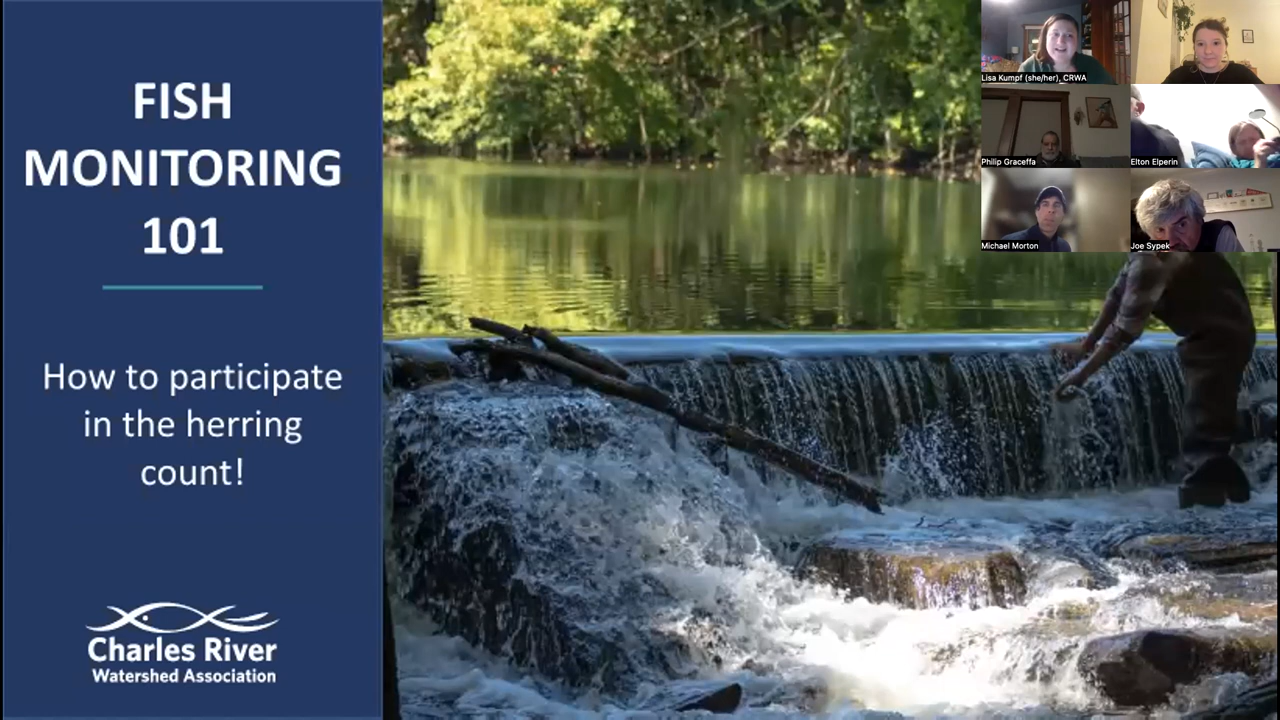 FISH
MONITORING
101
How to participate
in the herring
count!
Charles River
Watershed Association
Lisa Kumpf (she/her), CRWA
Philip Graceffa
Elton Elperin
Michael Morton
Joe Sypek